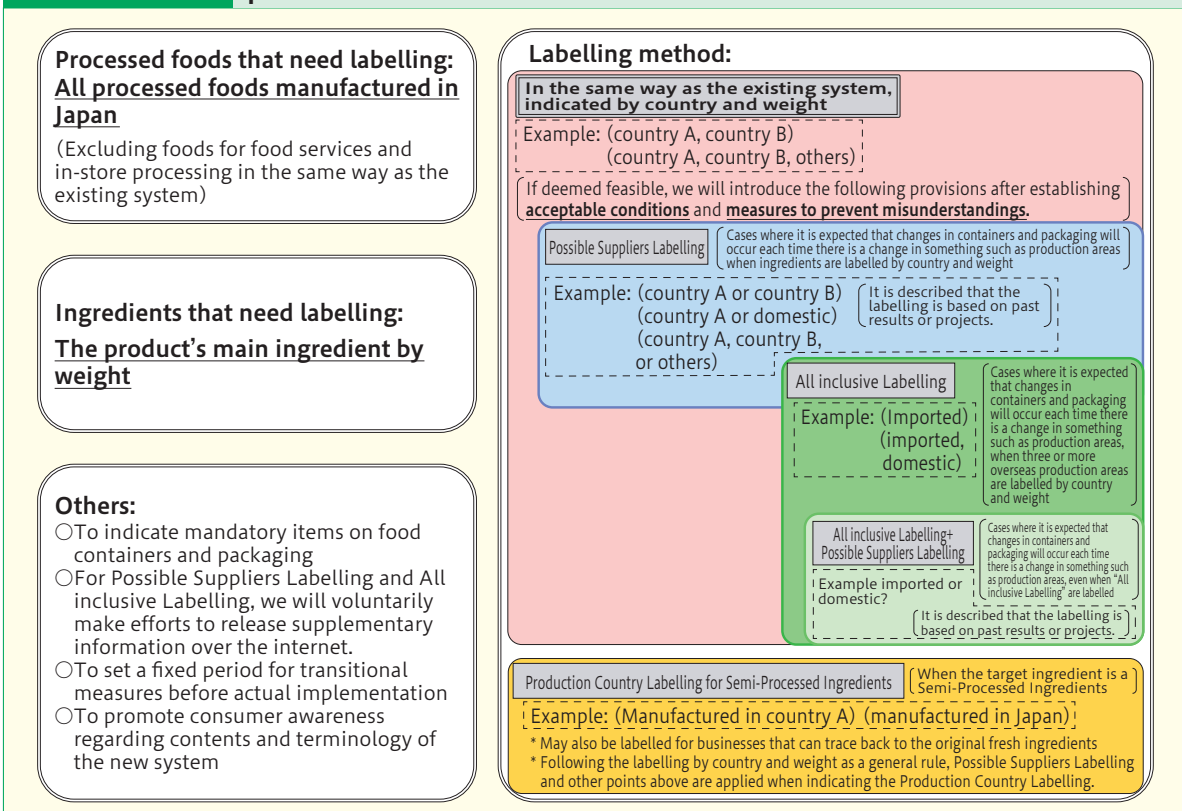 Processed foods that need labelling:
All processed foods manufactured in
Japan
(Excluding foods for food services and
in-store processing in the same way as the
existing system)
Ingredients that need labelling:
The product's main ingredient by
weight
Others:
○To indicate mandatory items on food
containers and packaging
○For Possible Suppliers Labelling and All
inclusive Labelling, we will voluntarily
make efforts to release supplementary
information over the internet.
○To set a fixed period for transitional
measures before actual implementation
○To promote consumer awareness
regarding contents and terminology of
the new system
Labelling method:
In the same way as the existing system,
indicated by country and weight
Example: (country A, country B)
(country A, country B, others)
If deemed feasible, we will introduce the following provisions after establishing
acceptable conditions and measures to prevent misunderstandings.
Possible Suppliers Labelling
Cases where it is expected that changes in containers and packaging will
occur each time there is a change in something such as production areas
when ingredients are labelled by country and weight
Example: (country A or country B)
(country A or domestic)
(country A, country B,
or others)
It is described that the
labelling is based on past
results or projects.
All inclusive Labelling
Example: (Imported)
(imported,
domestic)
Cases where it is expected
that changes in
containers and packaging
will occur each time there
is a change in something
such as production areas,
when three or more
overseas production areas
are labelled by country
and weight
All inclusive Labelling+
Possible Suppliers Labelling
Example imported or
domestic?
Cases where it is expected that
changes in containers and
packaging will occur each time
there is a change in something such
as production areas, even when "All
inclusive Labelling" are labelled
It is described that the labelling is
based on past results or projects.
Production Country Labelling for Semi-Processed Ingredients
When the target ingredient is a
Semi-Processed Ingredients
Example: (Manufactured in country A) (manufactured in Japan)
* May also be labelled for businesses that can trace back to the original fresh ingredients
* Following the labelling by country and weight as a general rule, Possible Suppliers Labelling
and other points above are applied when indicating the Production Country Labelling.